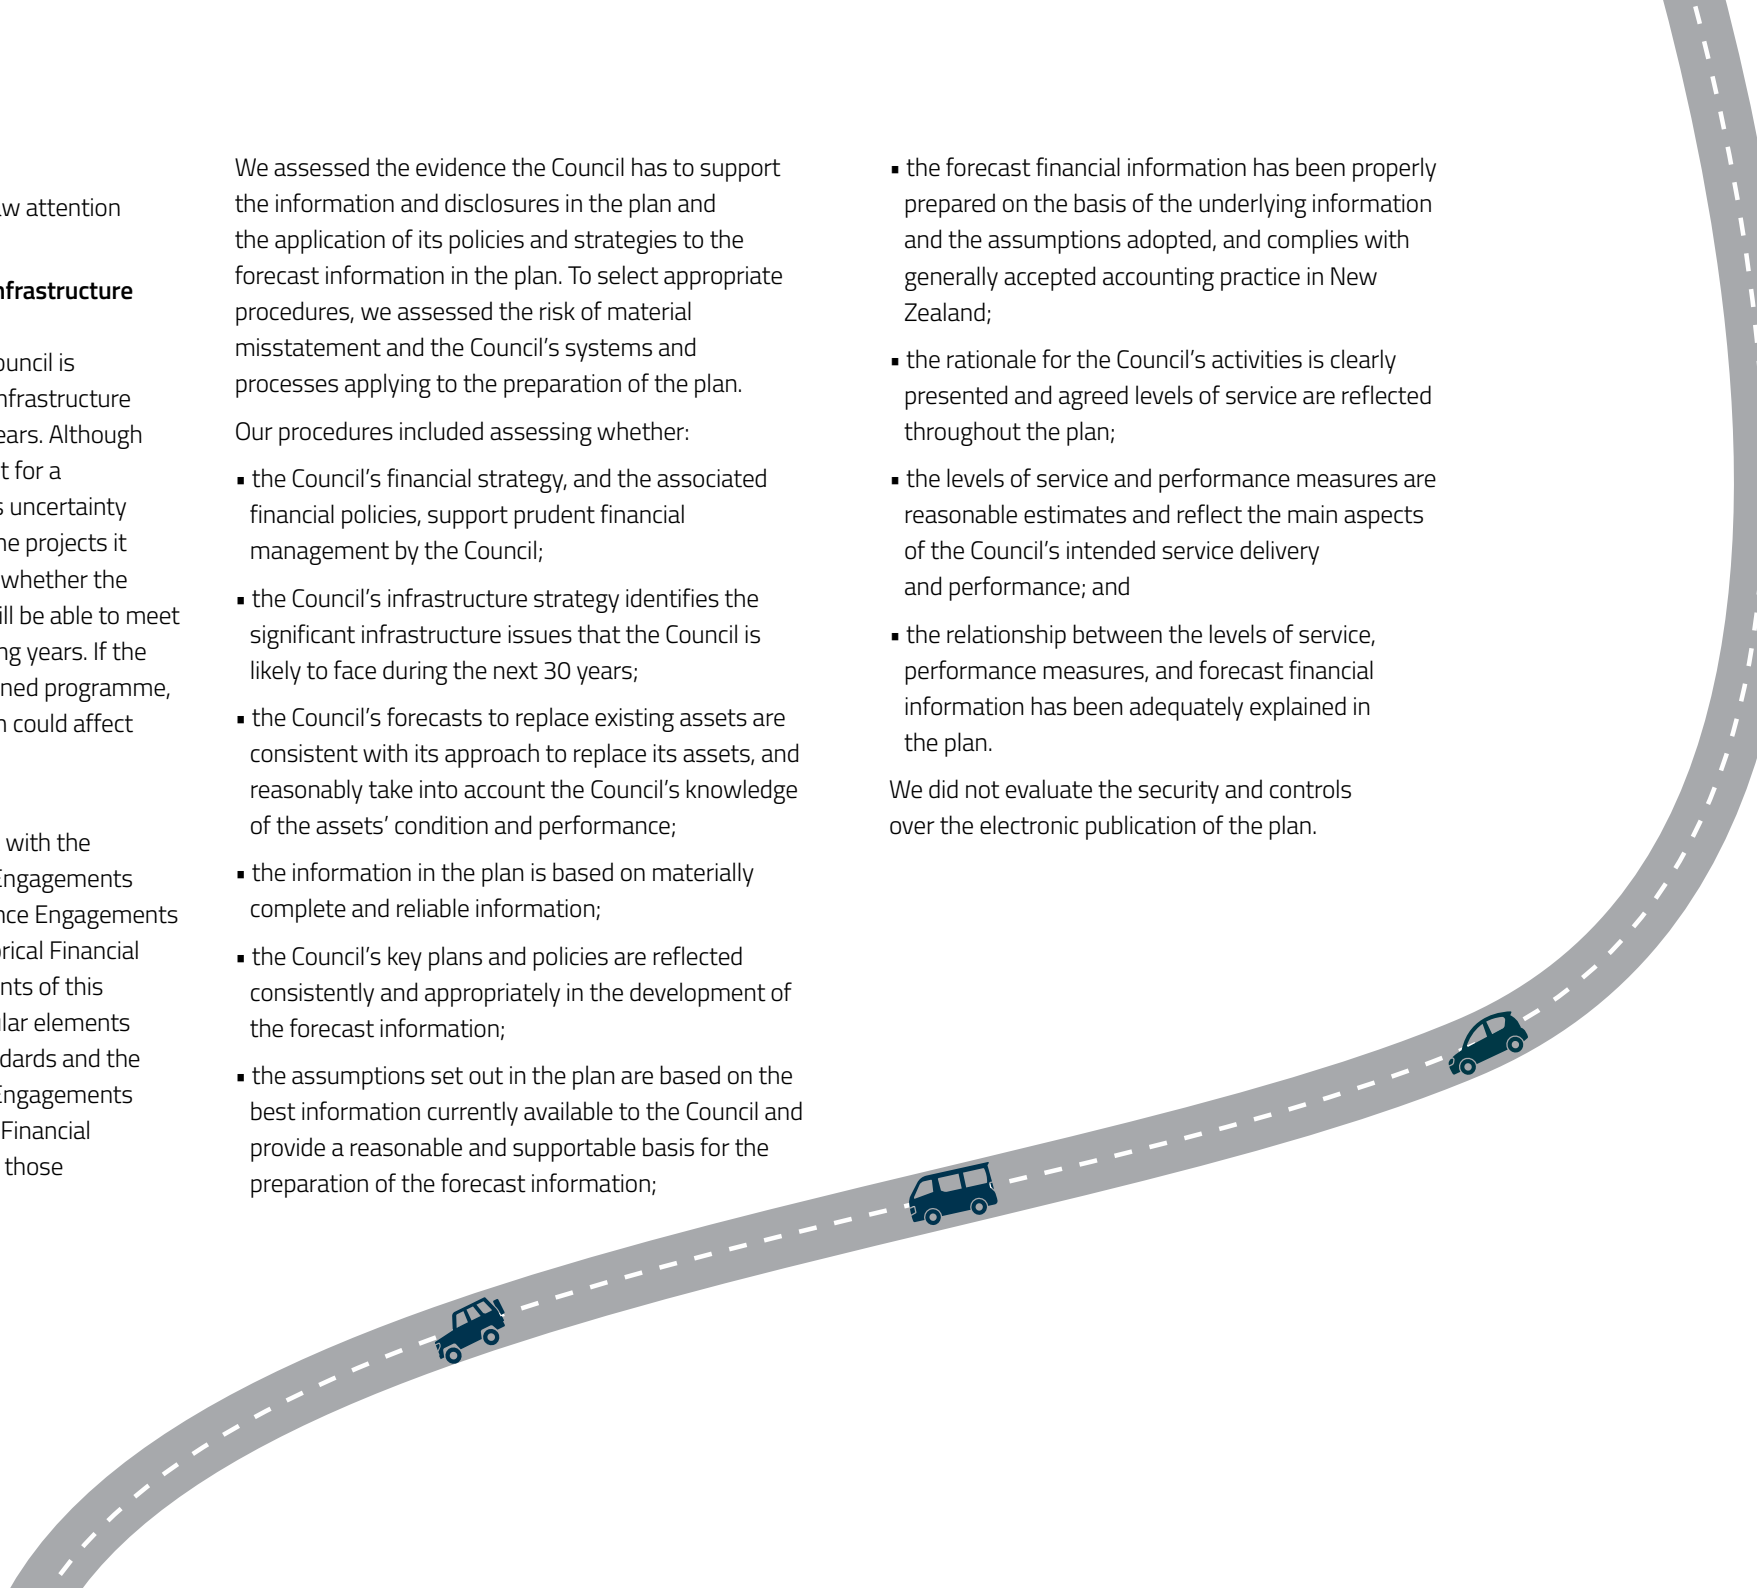 attention
ouncil is
ears. Although
t for a
s uncertainty
projects it
whether the
be able to meet
years. If the
programme,
could affect
with the
Engagements
Engagements
Financial
of this
elements
and the
Engagements
Financial
those
We assessed the evidence the Council has to support
the information and disclosures in the plan and
the application of its policies and strategies to the
forecast information in the plan. To select appropriate
procedures, we assessed the risk of material
misstatement and the Council's systems and
processes applying to the preparation of the plan.
Our procedures included assessing whether:
▪ the Council's financial strategy, and the associated
financial policies, support prudent financial
management by the Council;
▪ the Council's infrastructure strategy identifies the
significant infrastructure issues that the Council is
likely to face during the next 30 years;
▪ the Council's forecasts to replace existing assets are
consistent with its approach to replace its assets, and
reasonably take into account the Council's knowledge
of the assets' condition and performance;
▪ the information in the plan is based on materially
complete and reliable information;
▪ the Council's key plans and policies are reflected
consistently and appropriately in the development of
the forecast information;
▪ the assumptions set out in the plan are based on the
best information currently available to the Council and
provide a reasonable and supportable basis for the
preparation of the forecast information;
▪ the forecast financial information has been properly
prepared on the basis of the underlying information
and the assumptions adopted, and complies with
generally accepted accounting practice in New
Zealand;
▪ the rationale for the Council's activities is clearly
presented and agreed levels of service are reflected
throughout the plan;
▪ the levels of service and performance measures are
reasonable estimates and reflect the main aspects
of the Council's intended service delivery
and performance; and
▪ the relationship between the levels of service,
performance measures, and forecast financial
information has been adequately explained in
the plan.
We did not evaluate the security and controls
over the electronic publication of the plan.